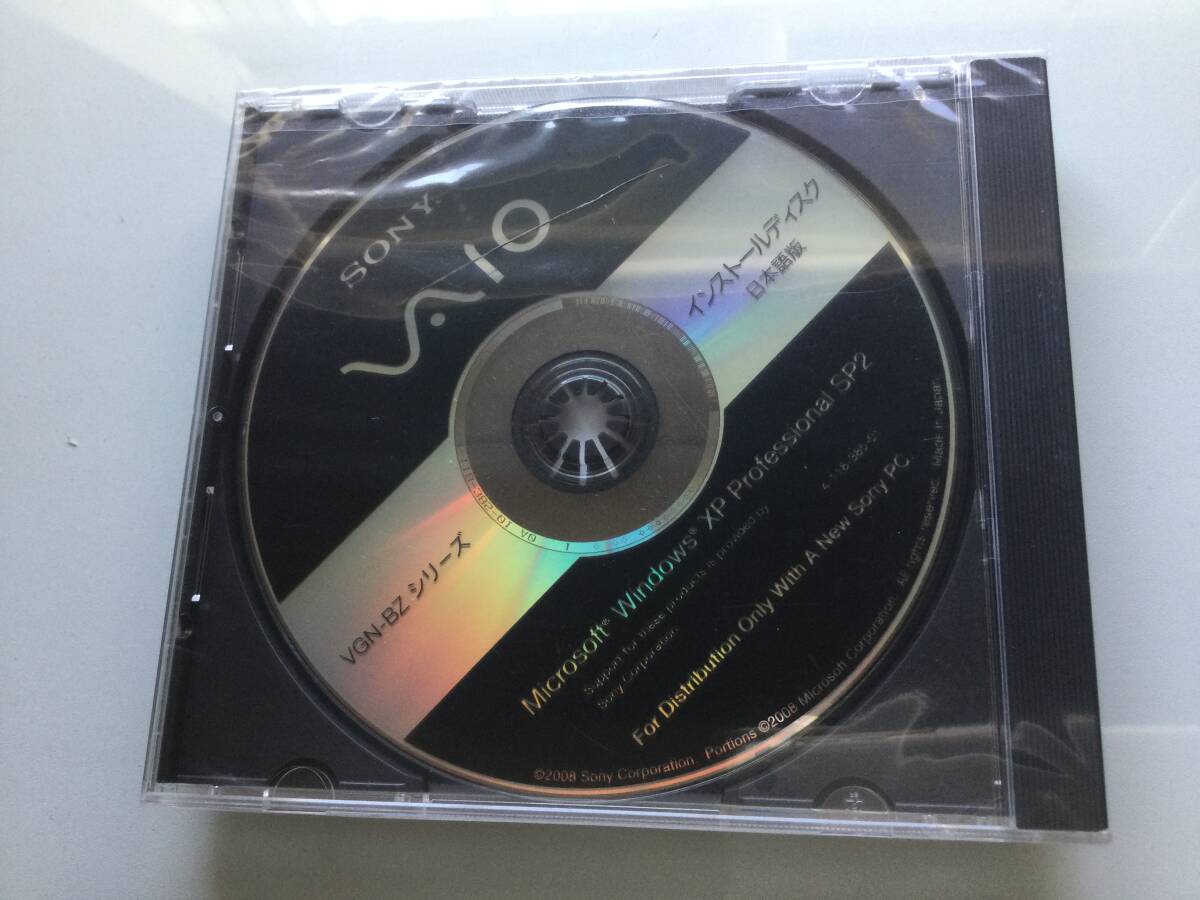 SONY
VAIO
インストールディスク
日本語版
VGN-BZ シリーズ
Microsoft® Windows® XP Professional SP2
Support for these products is provided by
Sony Corporation
For Distribution Only With A New Sony PC.
©2008 Sony Corporation Portions ©2008 Microsoft Corporation All rights reserved. Made in Japan